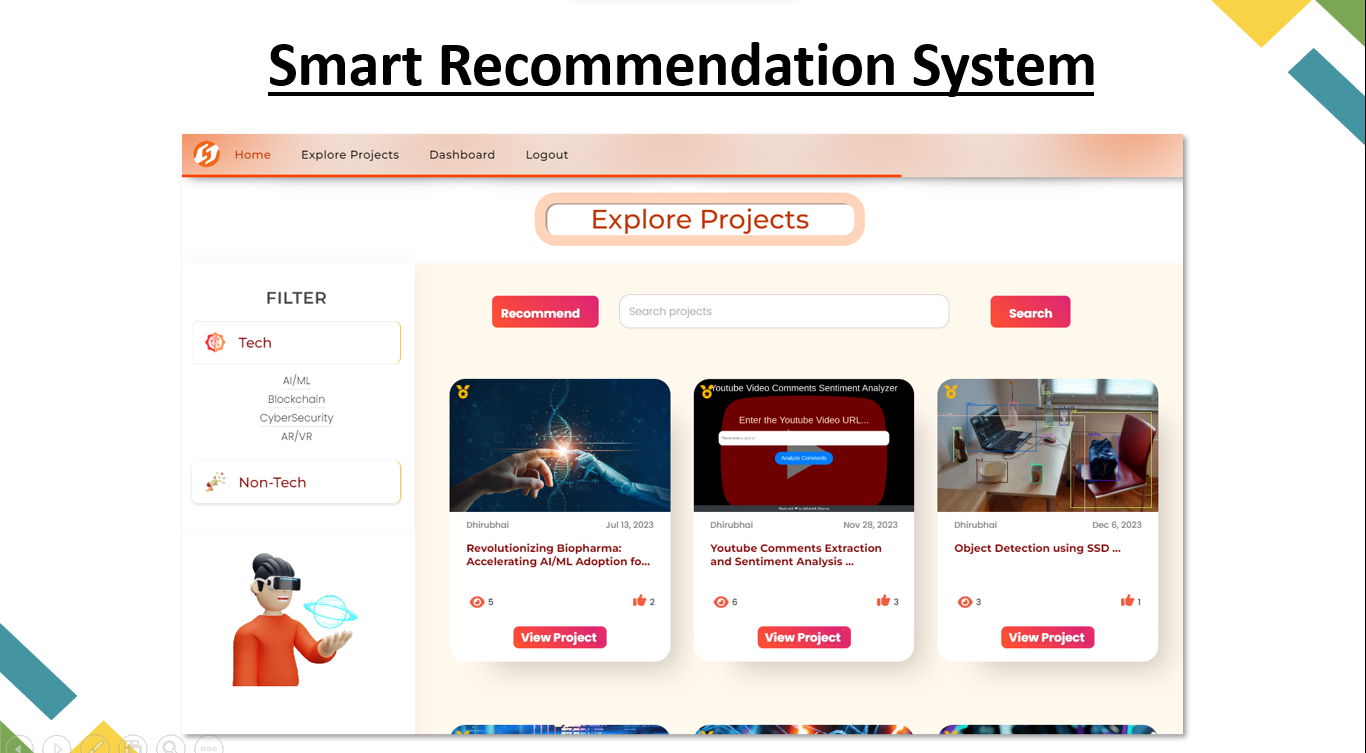 Smart Recommendation System
Home Explore Projects Dashboard Logout
Explore Projects
FILTER
Tech
AI/ML
Blockchain
CyberSecurity
AR/VR
Non-Tech
Recommend Search projects Search
Youtube Video Comments Sentiment Analyzer
Enter the Youtube Video URL...
Analyze Comments
Dhirubhai Jul 13, 2023
Revolutionizing Biopharma:
Accelerating AI/ML Adoption fo...
5 2
View Project
Dhirubhai Nov 28, 2023
Youtube Comments Extraction
and Sentiment Analysis ...
6 3
View Project
Dhirubhai Dec 6, 2023
Object Detection using SSD ...
3 1
View Project